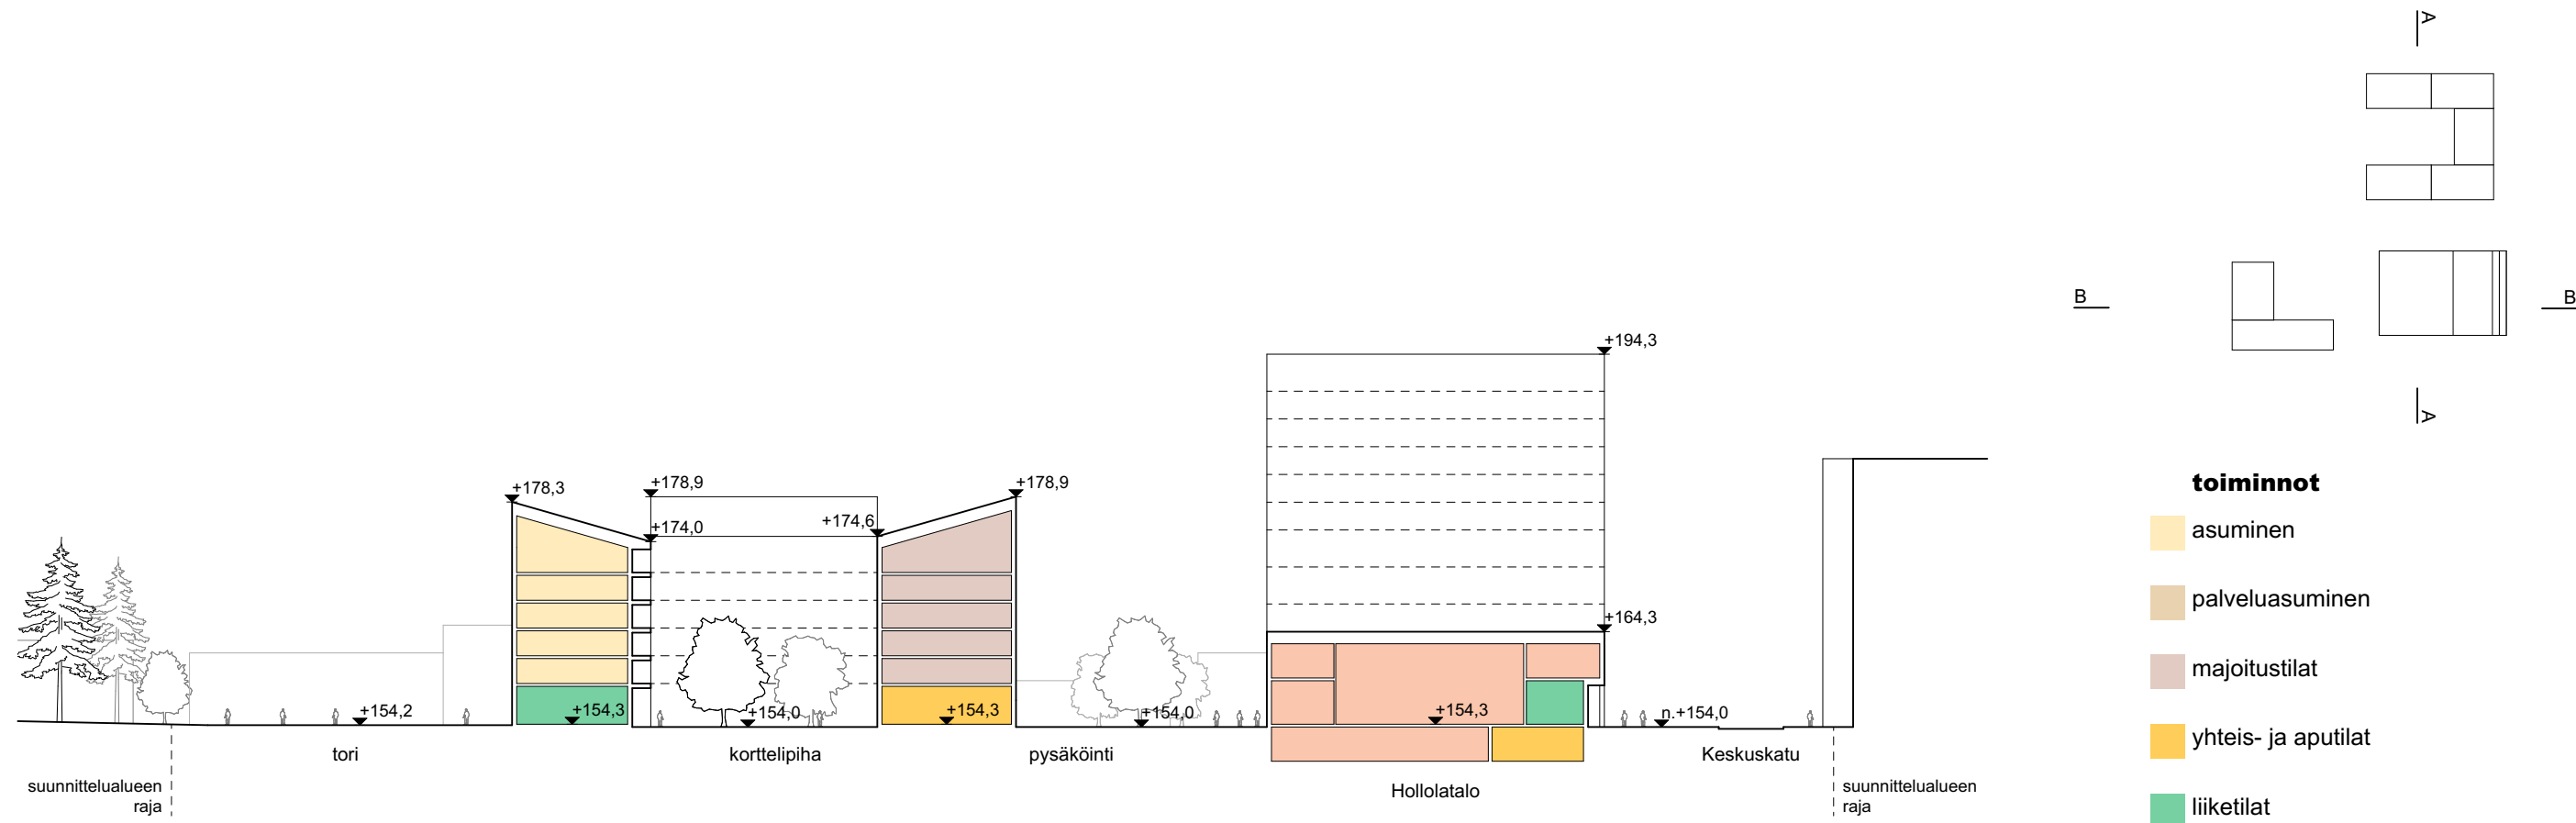 A
B
B
A
+194,3
+178,3
+178,9
+178,9
+174,0
+174,6
+164,3
+154,2
+154,3
+154,0
+154,3
+154,0
+154,3
n.+154,0
tori
korttelipiha
pysäköinti
Hollolatalo
Keskuskatu
suunnittelualueen
raja
suunnittelualueen
raja
toiminnot
asuminen
palveluasuminen
majoitustilat
yhteis- ja aputilat
liiketilat